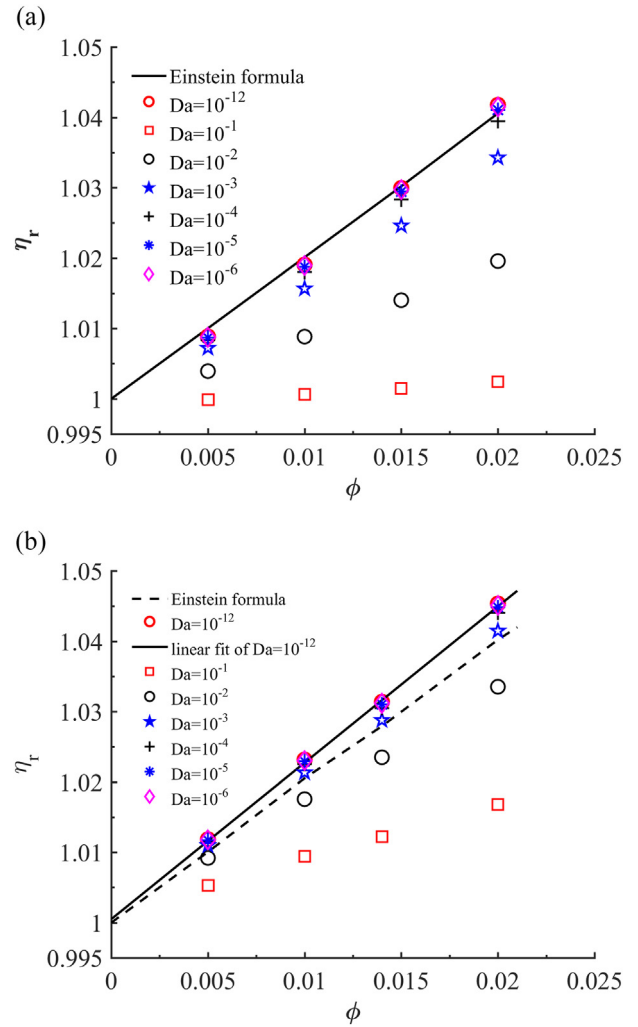 (a)
1.05
1.04
1.03
1.02
1.01
1
0.995
ηr
Einstein formula
Da=10-12
Da=10-1
Da=10-2
Da=10-3
Da=10-4
Da=10-5
Da=10-6
0 0.005 0.01 0.015 0.02 0.025
ϕ
(b)
1.05
1.04
1.03
1.02
1.01
1
0.995
ηr
Einstein formula
Da=10-12
linear fit of Da=10-12
Da=10-1
Da=10-2
Da=10-3
Da=10-4
Da=10-5
Da=10-6
0 0.005 0.01 0.015 0.02 0.025
ϕ